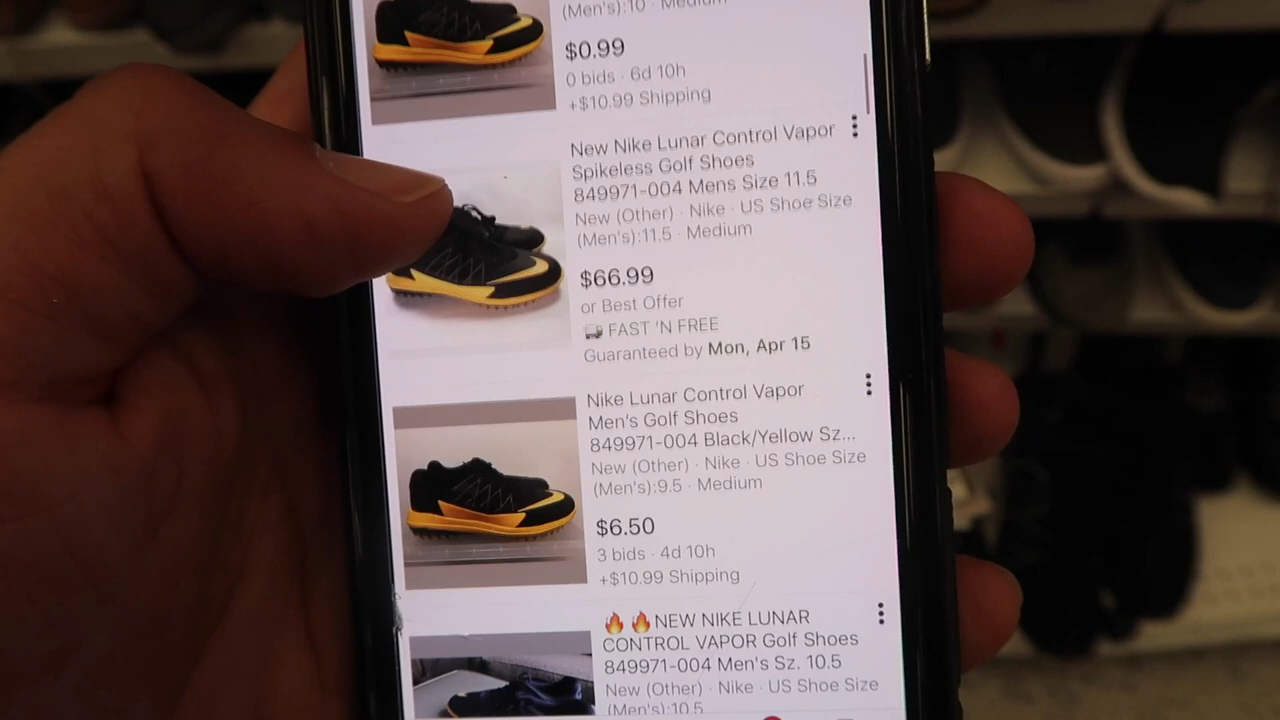 (Men's):10 · Medium
$0.99
0 bids · 6d 10h
+$10.99 Shipping
New Nike Lunar Control Vapor
Spikeless Golf Shoes
849971-004 Mens Size 11.5
New (Other) · Nike · US Shoe Size
(Men's):11.5 · Medium
$66.99
or Best Offer
FAST 'N FREE
Guaranteed by Mon, Apr 15
Nike Lunar Control Vapor
Men's Golf Shoes
849971-004 Black/Yellow Sz...
New (Other) · Nike · US Shoe Size
(Men's):9.5 · Medium
$6.50
3 bids · 4d 10h
+$10.99 Shipping
🔥🔥NEW NIKE LUNAR
CONTROL VAPOR Golf Shoes
849971-004 Men's Sz. 10.5
New (Other) · Nike · US Shoe Size
(Men's):10.5